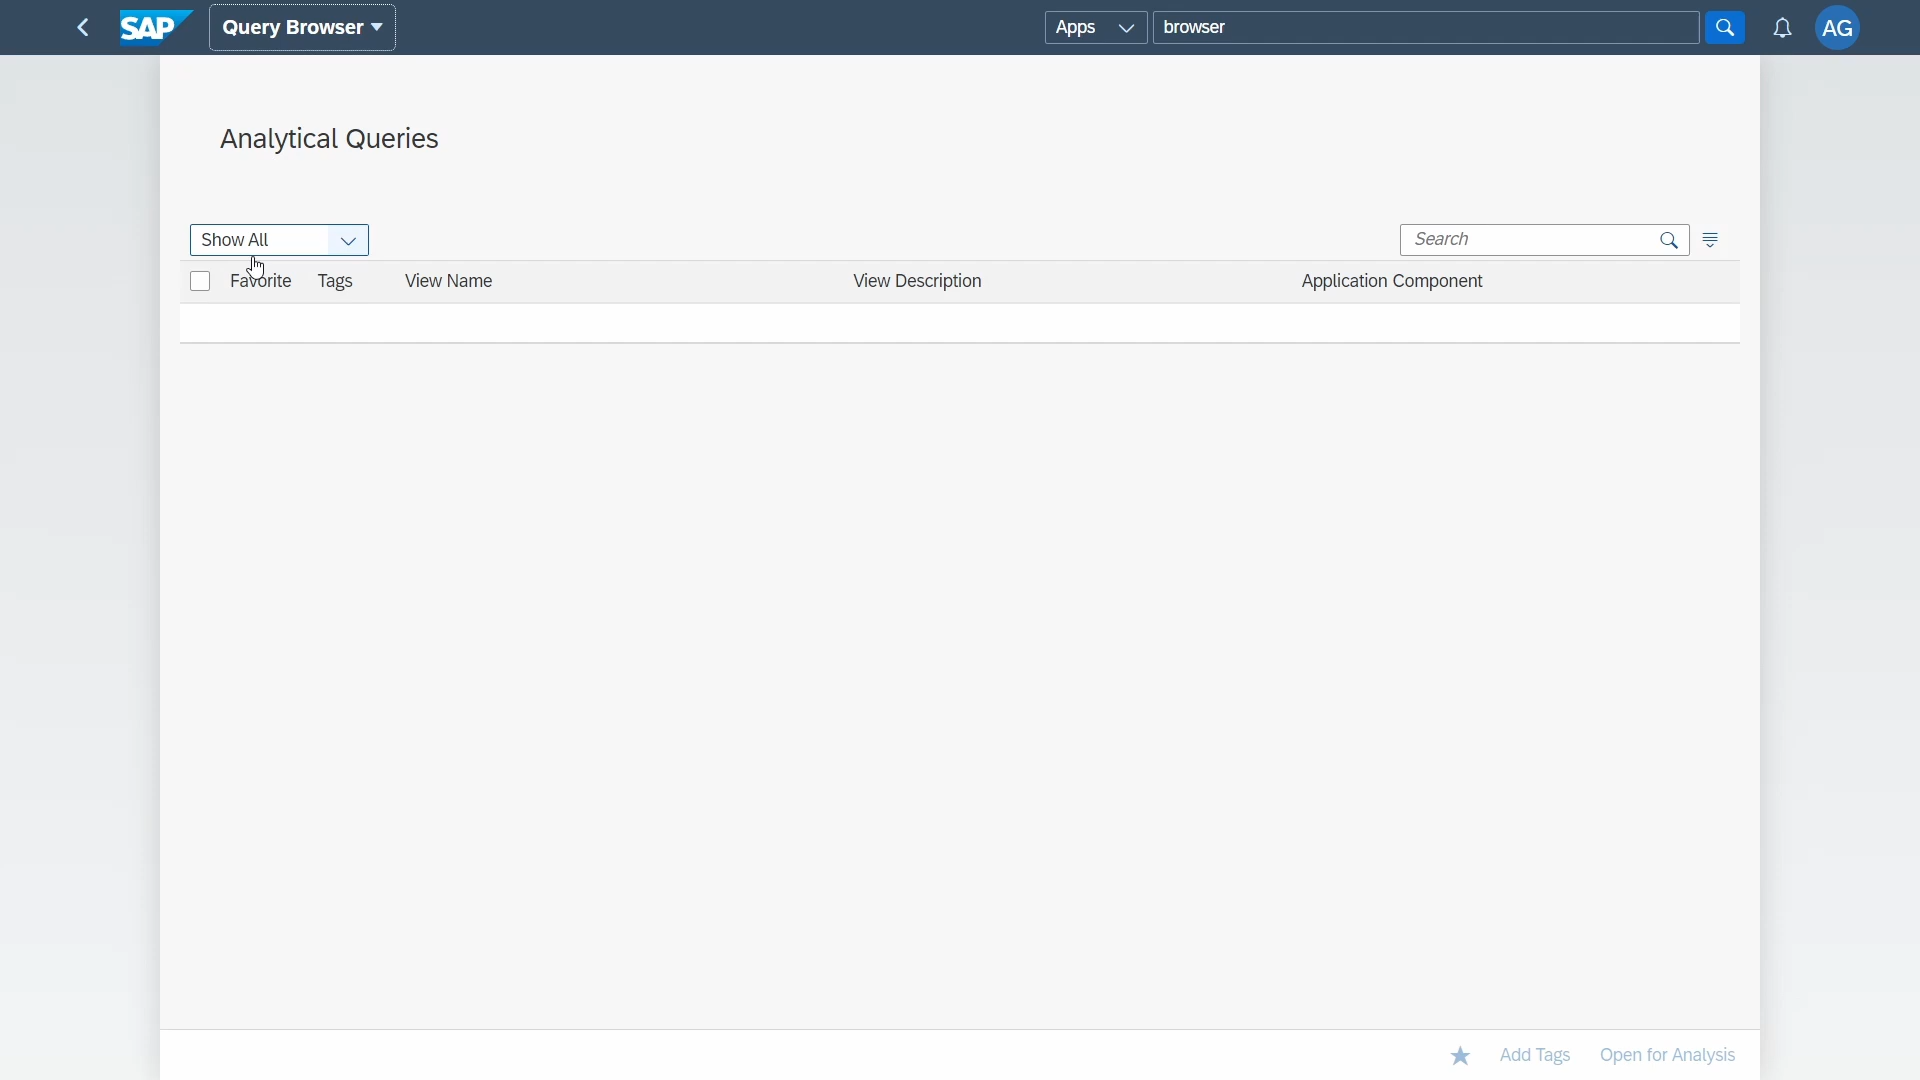 SAP Query Browser Apps browser AG
Analytical Queries
Show All Search
Favorite Tags View Name View Description Application Component
Add Tags Open for Analysis